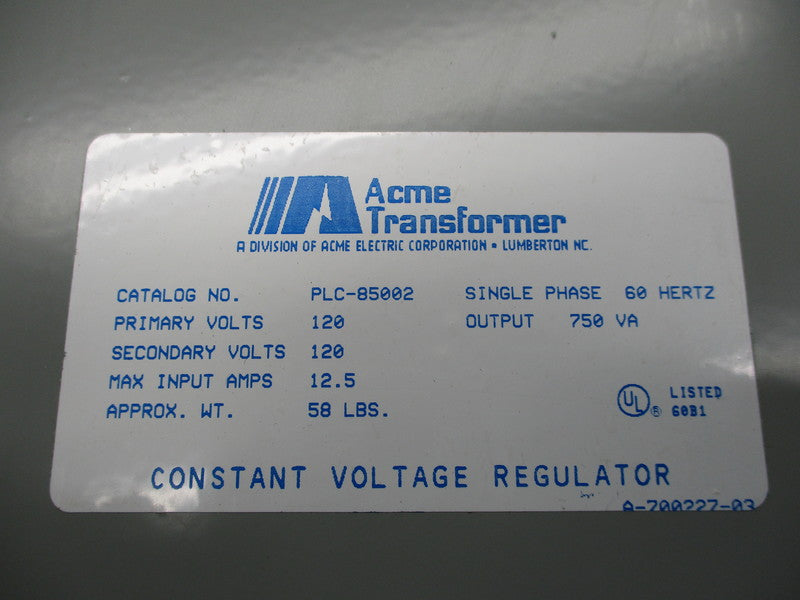 Acme
Transformer
A DIVISION OF ACME ELECTRIC CORPORATION • LUMBERTON NC.
CATALOG NO. PLC-85002 SINGLE PHASE 60 HERTZ
PRIMARY VOLTS 120 OUTPUT 750 VA
SECONDARY VOLTS 120
MAX INPUT AMPS 12.5
APPROX. WT. 58 LBS.
UL ® LISTED
60B1
CONSTANT VOLTAGE REGULATOR
A-700227-03